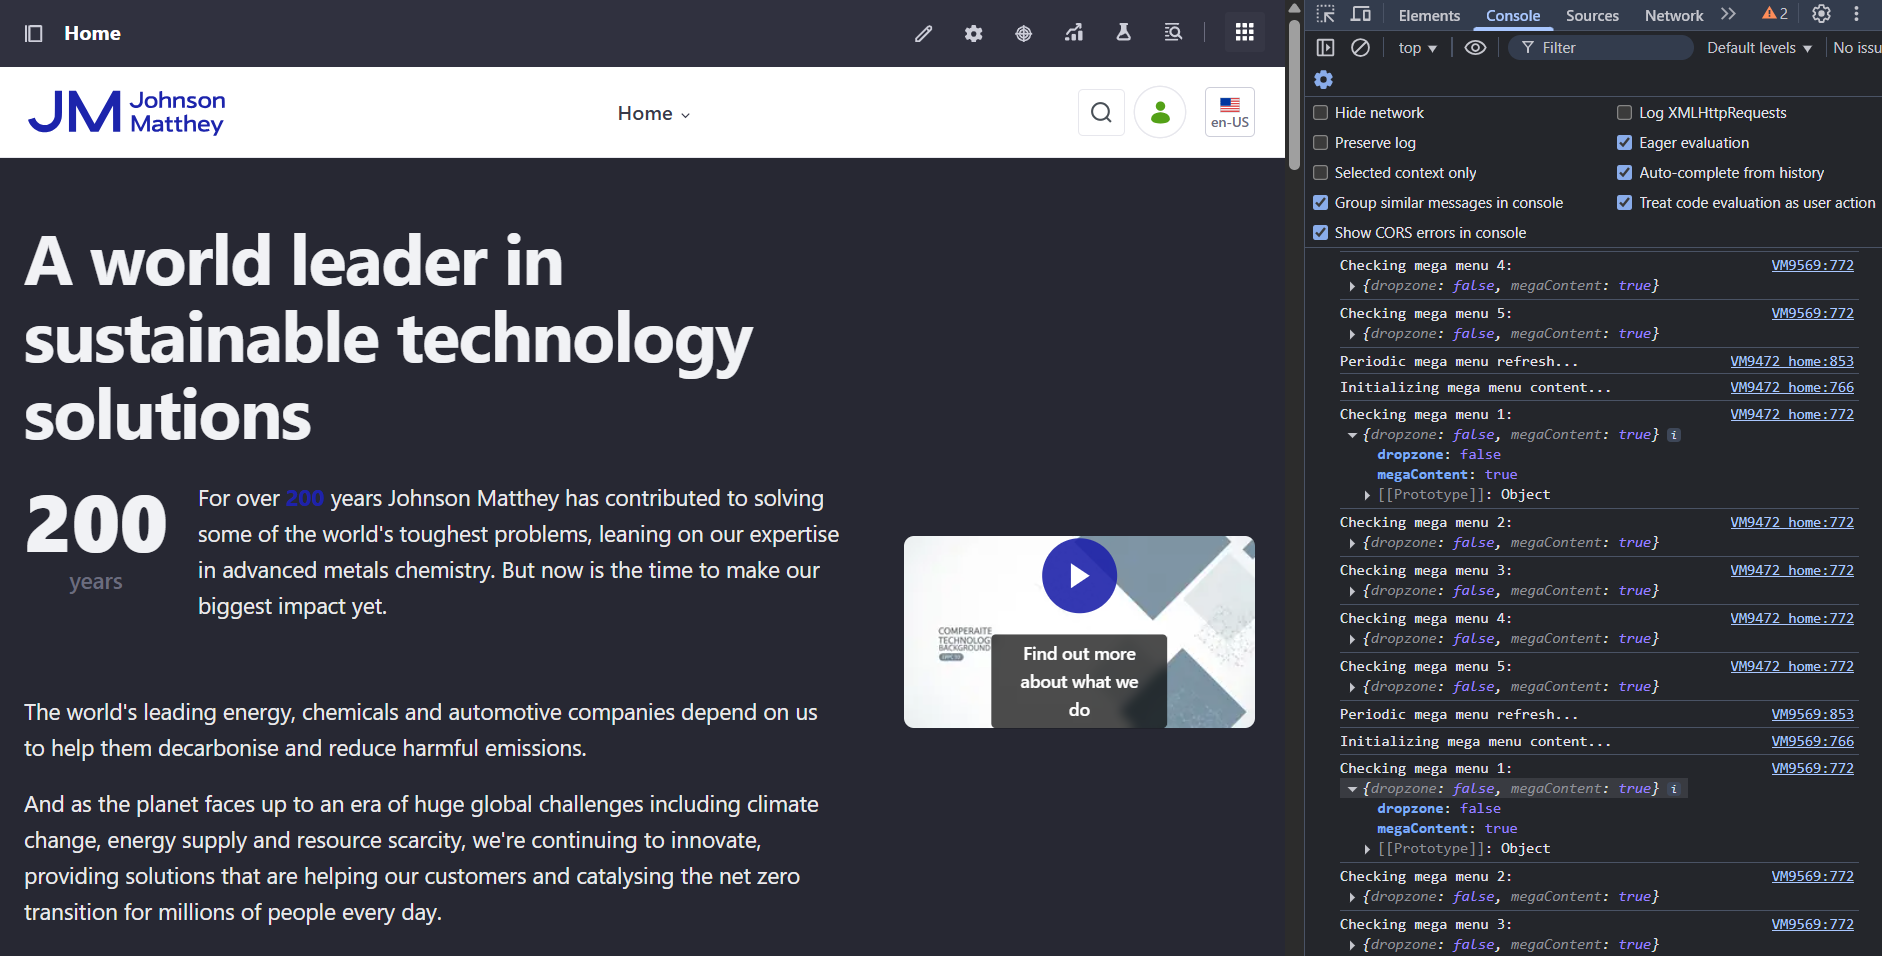 Home
JM Johnson
Matthey
Home
en-US
A world leader in
sustainable technology
solutions
200
years
For over 200 years Johnson Matthey has contributed to solving
some of the world's toughest problems, leaning on our expertise
in advanced metals chemistry. But now is the time to make our
biggest impact yet.
COMPERAITE
TECHNOLOG
BACKGROUND
Find out more
about what we
do
The world's leading energy, chemicals and automotive companies depend on us
to help them decarbonise and reduce harmful emissions.
And as the planet faces up to an era of huge global challenges including climate
change, energy supply and resource scarcity, we're continuing to innovate,
providing solutions that are helping our customers and catalysing the net zero
transition for millions of people every day.
Elements Console Sources Network 2
top Filter Default levels No issu
Hide network Log XMLHttpRequests
Preserve log Eager evaluation
Selected context only Auto-complete from history
Group similar messages in console Treat code evaluation as user action
Show CORS errors in console
Checking mega menu 4: VM9569:772
{dropzone: false, megaContent: true}
Checking mega menu 5: VM9569:772
{dropzone: false, megaContent: true}
Periodic mega menu refresh... VM9472 home:853
Initializing mega menu content... VM9472 home:766
Checking mega menu 1: VM9472 home:772
{dropzone: false, megaContent: true} i
dropzone: false
megaContent: true
[[Prototype]]: Object
Checking mega menu 2: VM9472 home:772
{dropzone: false, megaContent: true}
Checking mega menu 3: VM9472 home:772
{dropzone: false, megaContent: true}
Checking mega menu 4: VM9472 home:772
{dropzone: false, megaContent: true}
Checking mega menu 5: VM9472 home:772
{dropzone: false, megaContent: true}
Periodic mega menu refresh... VM9569:853
Initializing mega menu content... VM9569:766
Checking mega menu 1: VM9569:772
{dropzone: false, megaContent: true} i
dropzone: false
megaContent: true
[[Prototype]]: Object
Checking mega menu 2: VM9569:772
{dropzone: false, megaContent: true}
Checking mega menu 3: VM9569:772
{dropzone: false, megaContent: true}